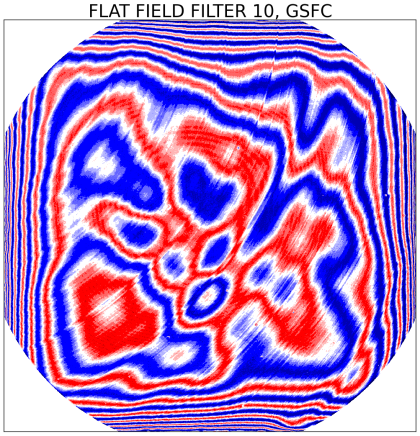 FLAT FIELD FILTER 10, GSFC